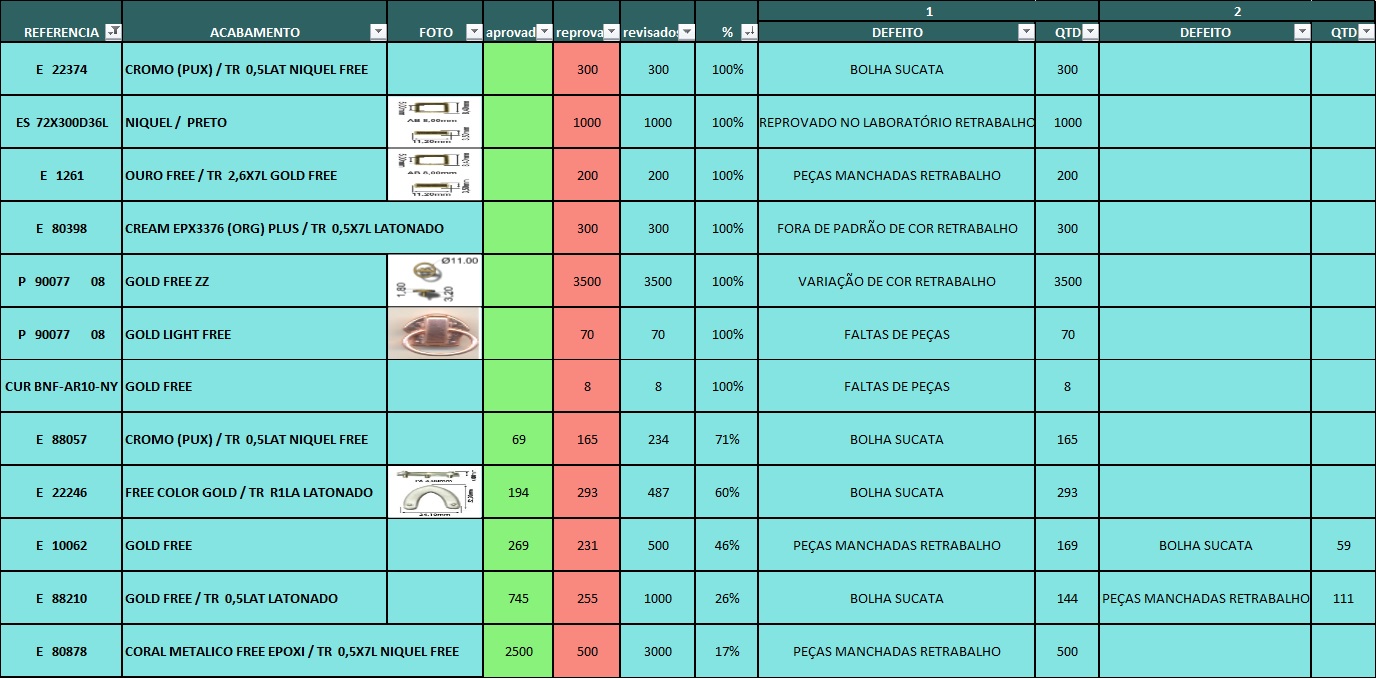 1 2
REFERENCIA ACABAMENTO FOTO aprovad reprova revisados % DEFEITO QTD DEFEITO QTD
E 22374 CROMO (PUX) / TR 0,5LAT NIQUEL FREE 300 300 100% BOLHA SUCATA 300
ES 72X300D36L NIQUEL / PRETO 1000 1000 100% REPROVADO NO LABORATÓRIO RETRABALHO 1000
AB 8,00mm
11.20mm
E 1261 OURO FREE / TR 2,6X7L GOLD FREE 200 200 100% PEÇAS MANCHADAS RETRABALHO 200
AB 8,00mm
11.20mm
E 80398 CREAM EPX3376 (ORG) PLUS / TR 0,5X7L LATONADO 300 300 100% FORA DE PADRÃO DE COR RETRABALHO 300
Ø11.00
P 90077 08 GOLD FREE ZZ 3500 3500 100% VARIAÇÃO DE COR RETRABALHO 3500
1,80 3,20
P 90077 08 GOLD LIGHT FREE 70 70 100% FALTAS DE PEÇAS 70
CUR BNF-AR10-NY GOLD FREE 8 8 100% FALTAS DE PEÇAS 8
E 88057 CROMO (PUX) / TR 0,5LAT NIQUEL FREE 69 165 234 71% BOLHA SUCATA 165
E 22246 FREE COLOR GOLD / TR R1LA LATONADO 194 293 487 60% BOLHA SUCATA 293
E 10062 GOLD FREE 269 231 500 46% PEÇAS MANCHADAS RETRABALHO 169 BOLHA SUCATA 59
E 88210 GOLD FREE / TR 0,5LAT LATONADO 745 255 1000 26% BOLHA SUCATA 144 PEÇAS MANCHADAS RETRABALHO 111
E 80878 CORAL METALICO FREE EPOXI / TR 0,5X7L NIQUEL FREE 2500 500 3000 17% PEÇAS MANCHADAS RETRABALHO 500